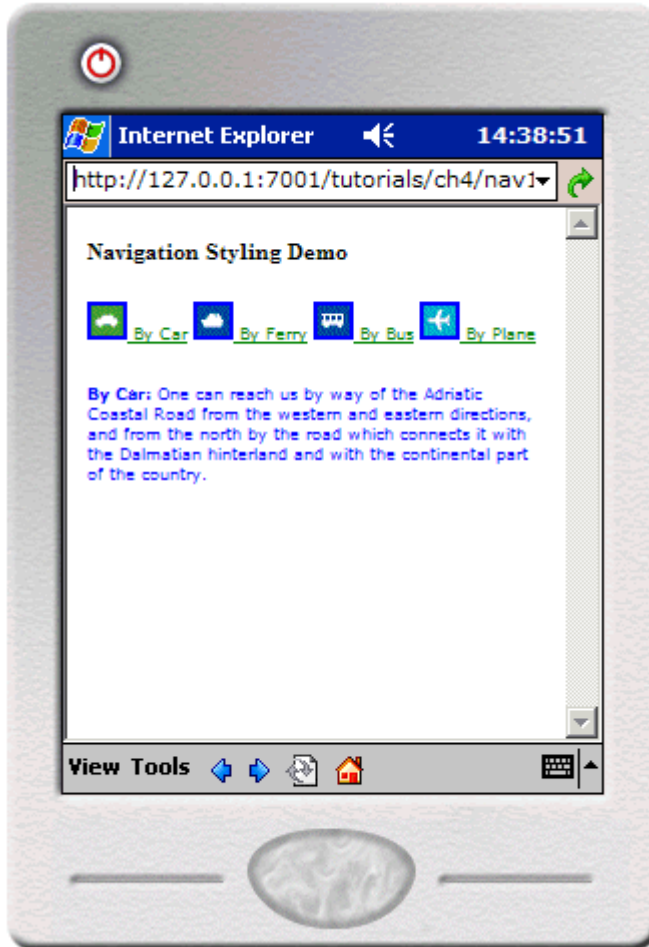 Internet Explorer 14:38:51
http://127.0.0.1:7001/tutorials/ch4/nav1
Navigation Styling Demo
By Car By Ferry By Bus By Plane
By Car: One can reach us by way of the Adriatic
Coastal Road from the western and eastern directions,
and from the north by the road which connects it with
the Dalmatian hinterland and with the continental part
of the country.
View Tools